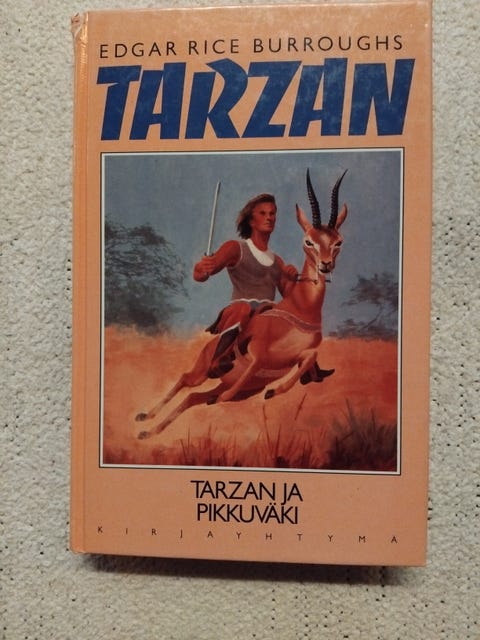 EDGAR RICE BURROUGHS
TARZAN
TARZAN JA
PIKKUVÄKI
KIRJAYHTYMÄ